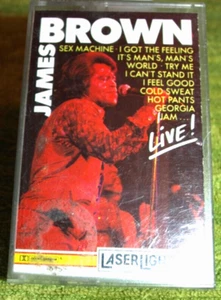 JAMES
BROWN
SEX MACHINE · I GOT THE FEELING
IT'S MAN'S, MAN'S
WORLD · TRY ME
I CAN'T STAND IT
I FEEL GOOD
COLD SWEAT
HOT PANTS
GEORGIA
JAM...
LIVE!
LASERLIGHT